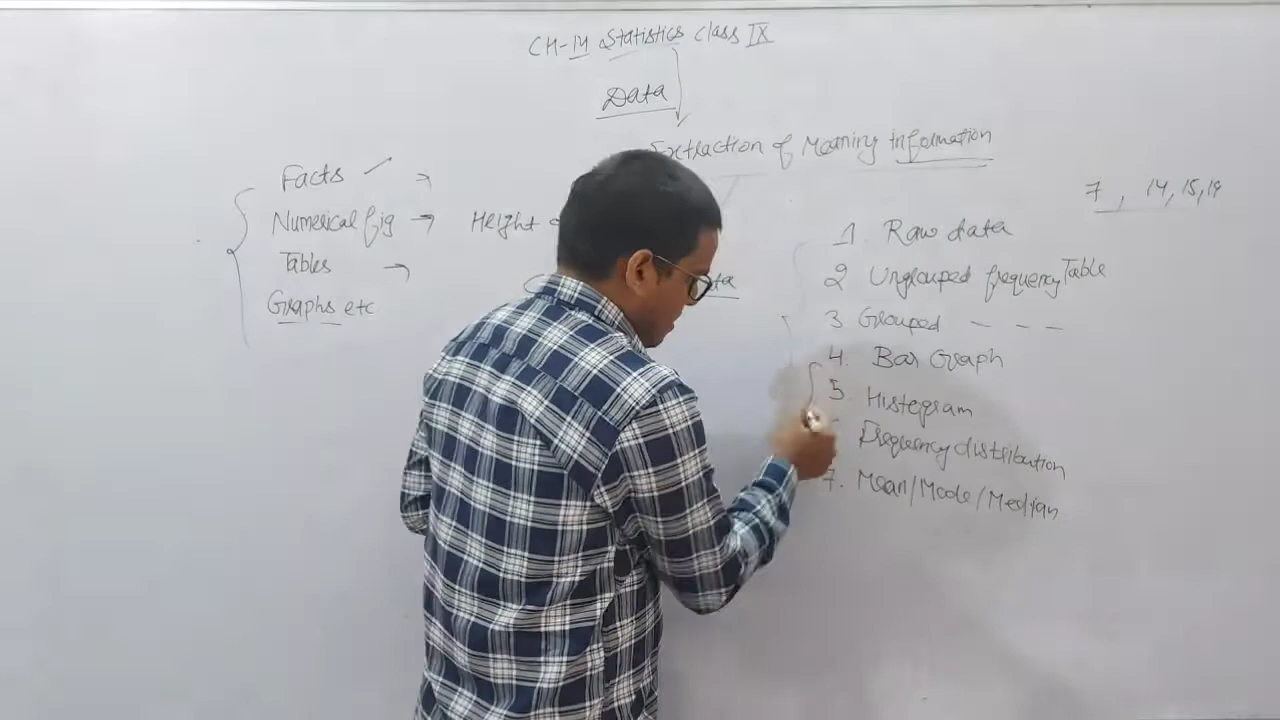 CH-14 Statistics class IX
Data
Extraction of Meaning information
Facts
Numerical fig → Height
Tables →
Graphs etc
7, 14, 15, 19
1 Raw data
2 Ungrouped frequency Table
3 Grouped - - -
4. Bar Graph
5 Histogram
Frequency distribution
7. Mean/Mode/Median